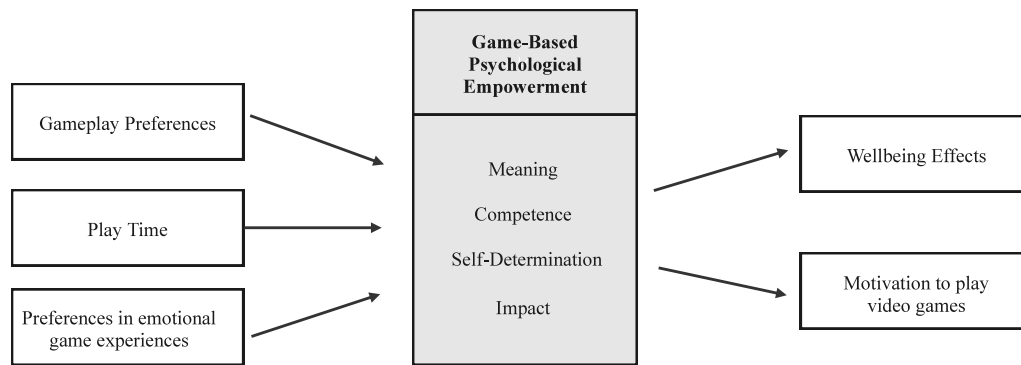 Gameplay Preferences
Play Time
Preferences in emotional
game experiences
Game-Based
Psychological
Empowerment
Meaning
Competence
Self-Determination
Impact
Wellbeing Effects
Motivation to play
video games